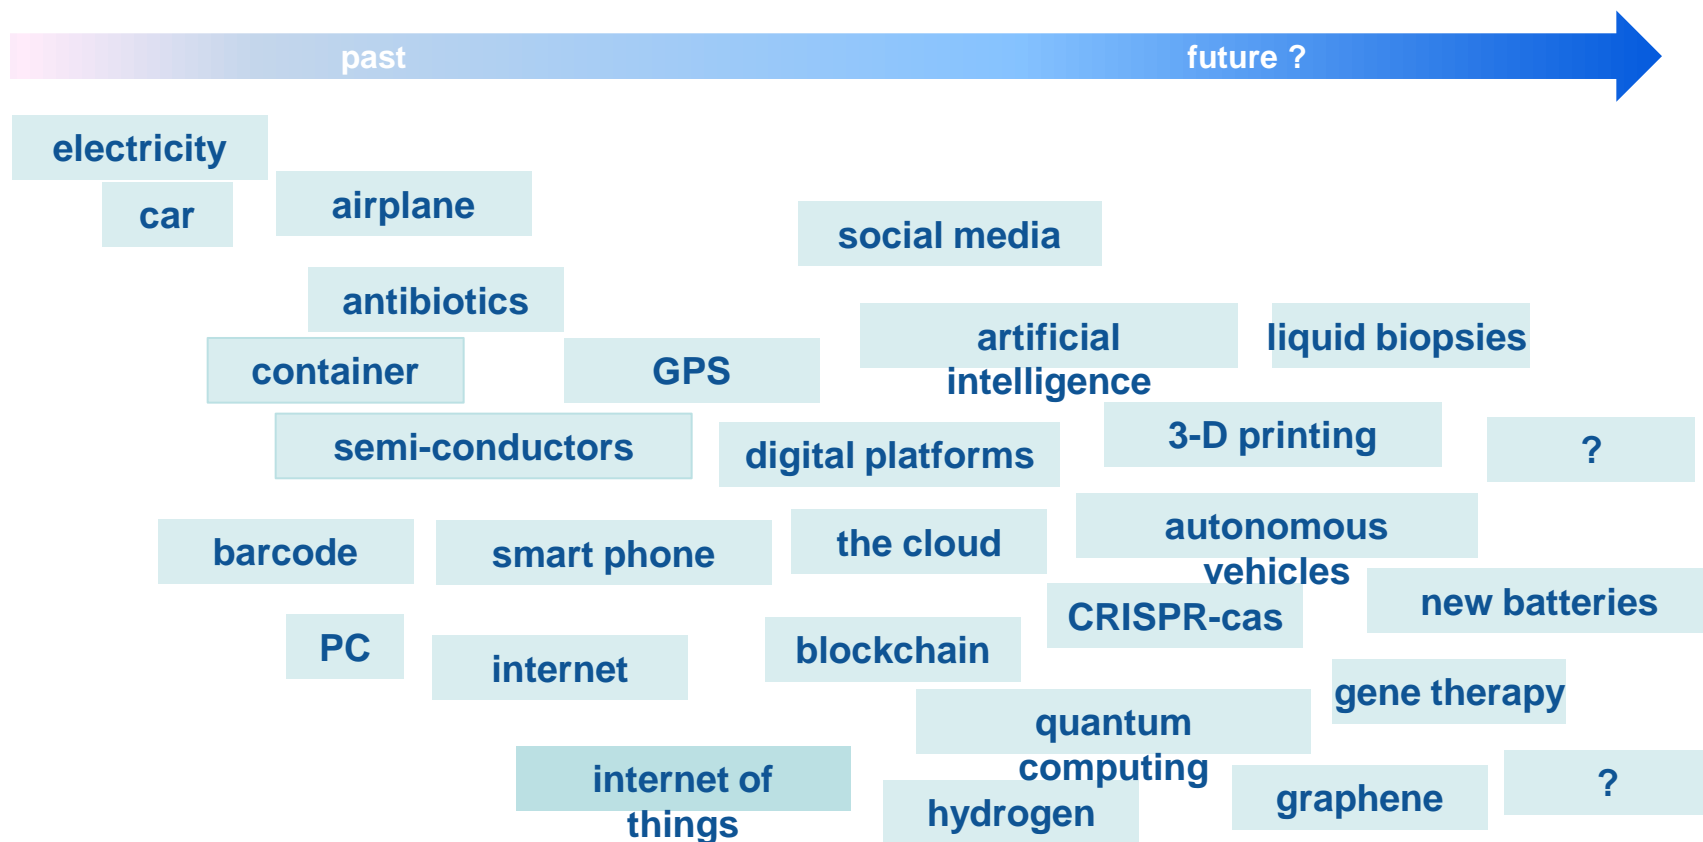 past
future ?
electricity
car
airplane
social media
antibiotics
artificial
intelligence
liquid biopsies
container
GPS
semi-conductors
digital platforms
3-D printing
?
barcode
smart phone
the cloud
autonomous
vehicles
new batteries
CRISPR-cas
PC
internet
blockchain
gene therapy
quantum
computing
internet of
things
hydrogen
graphene
?